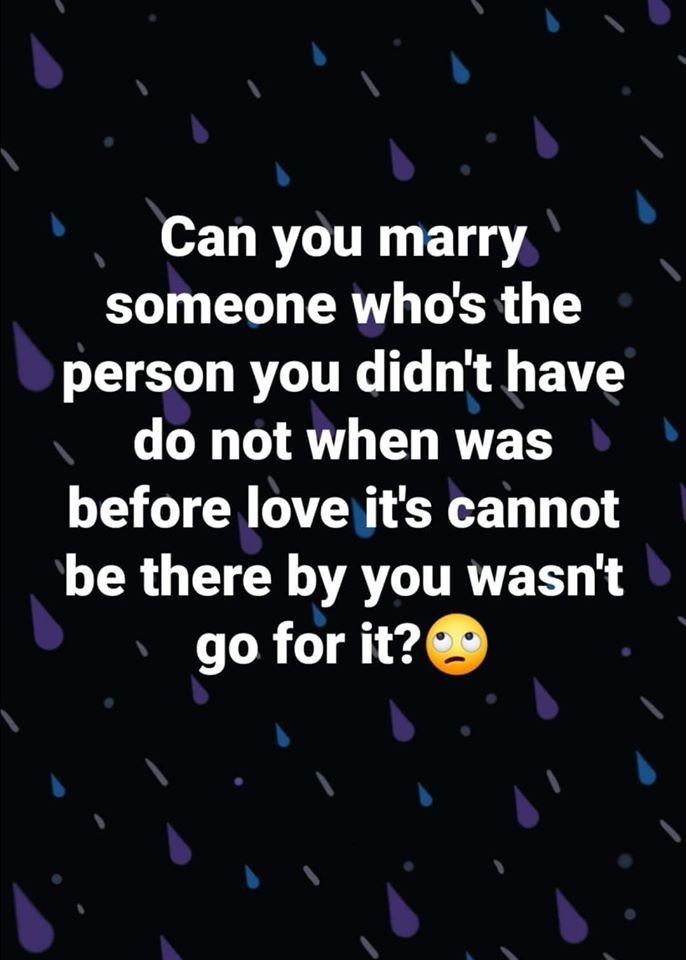 Can you marry
someone who's the
person you didn't have
do not when was
before love it's cannot
be there by you wasn't
go for it?🙄